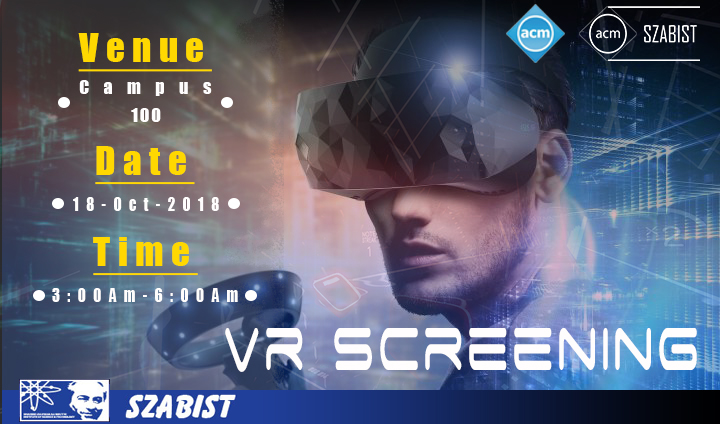 Venue
Campus
100
Date
18-Oct-2018
Time
3:00Am-6:00Am
acm
acm SZABIST
VR SCREENING
SZABIST